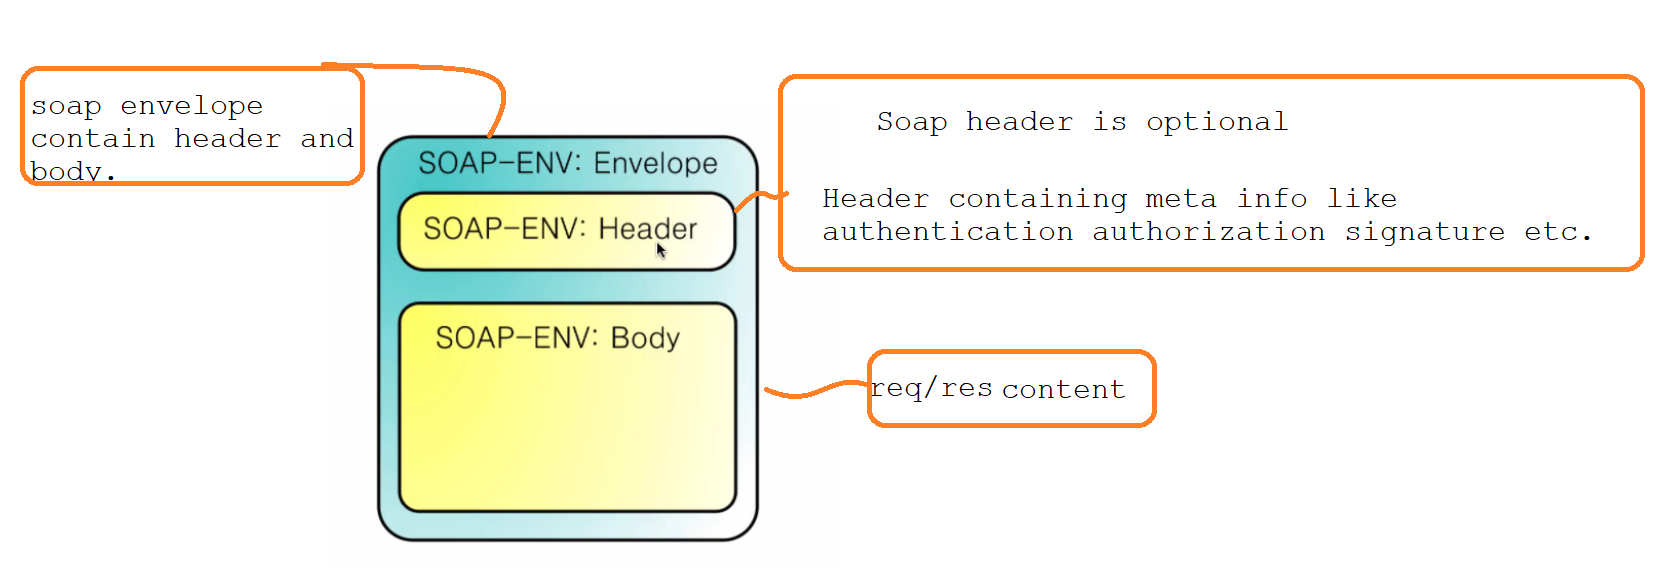 soap envelope
contain header and
body.
SOAP-ENV: Envelope
SOAP-ENV: Header
SOAP-ENV: Body
Soap header is optional
Header containing meta info like
authentication authorization signature etc.
req/res content